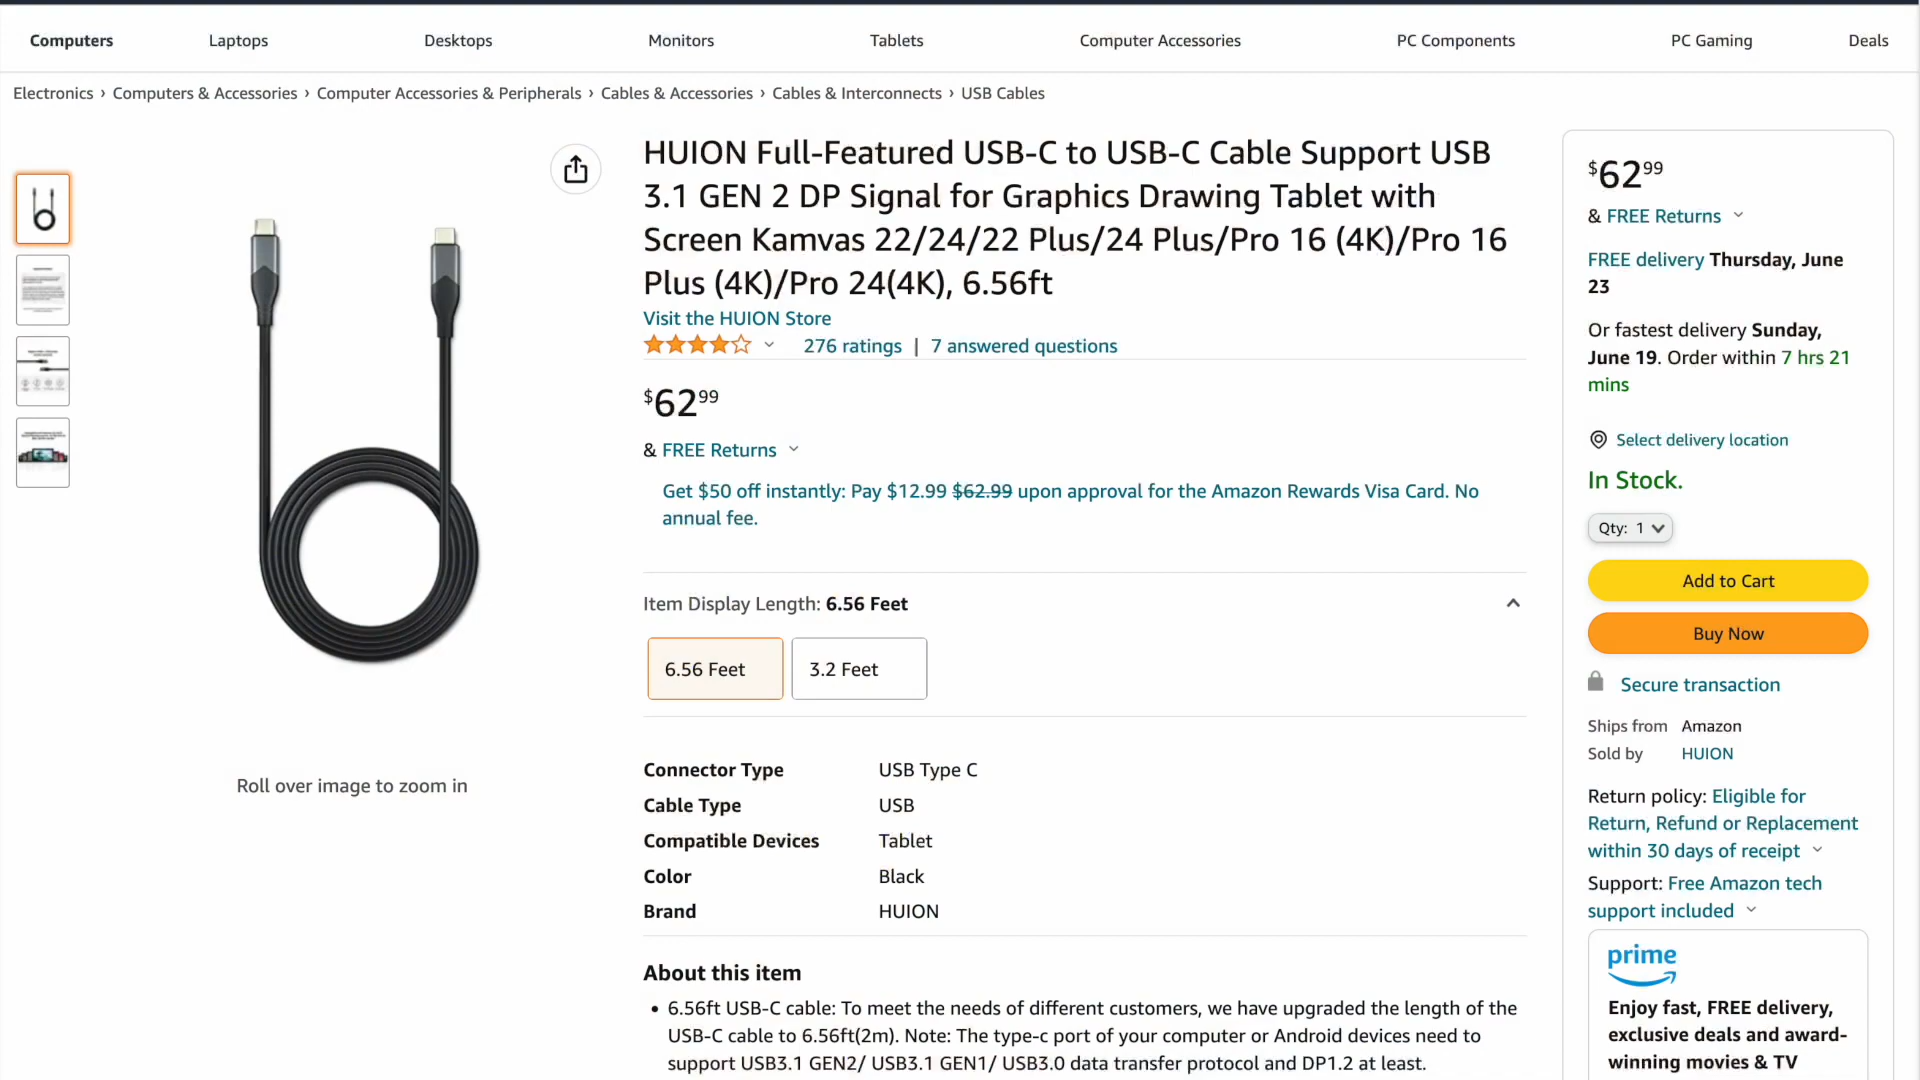 Computers
Laptops
Desktops
Monitors
Tablets
Computer Accessories
PC Components
PC Gaming
Deals
Electronics › Computers & Accessories › Computer Accessories & Peripherals › Cables & Accessories › Cables & Interconnects › USB Cables
HUION Full-Featured USB-C to USB-C Cable Support USB
3.1 GEN 2 DP Signal for Graphics Drawing Tablet with
Screen Kamvas 22/24/22 Plus/24 Plus/Pro 16 (4K)/Pro 16
Plus (4K)/Pro 24(4K), 6.56ft
Visit the HUION Store
276 ratings | 7 answered questions
$6299
& FREE Returns
Get $50 off instantly: Pay $12.99 $62.99 upon approval for the Amazon Rewards Visa Card. No
annual fee.
Item Display Length: 6.56 Feet
6.56 Feet
3.2 Feet
Roll over image to zoom in
Connector Type USB Type C
Cable Type USB
Compatible Devices Tablet
Color Black
Brand HUION
About this item
• 6.56ft USB-C cable: To meet the needs of different customers, we have upgraded the length of the
USB-C cable to 6.56ft(2m). Note: The type-c port of your computer or Android devices need to
support USB3.1 GEN2/ USB3.1 GEN1/ USB3.0 data transfer protocol and DP1.2 at least.
$6299
& FREE Returns
FREE delivery Thursday, June
23
Or fastest delivery Sunday,
June 19. Order within 7 hrs 21
mins
Select delivery location
In Stock.
Qty: 1
Add to Cart
Buy Now
Secure transaction
Ships from Amazon
Sold by HUION
Return policy: Eligible for
Return, Refund or Replacement
within 30 days of receipt
Support: Free Amazon tech
support included
prime
Enjoy fast, FREE delivery,
exclusive deals and award-
winning movies & TV